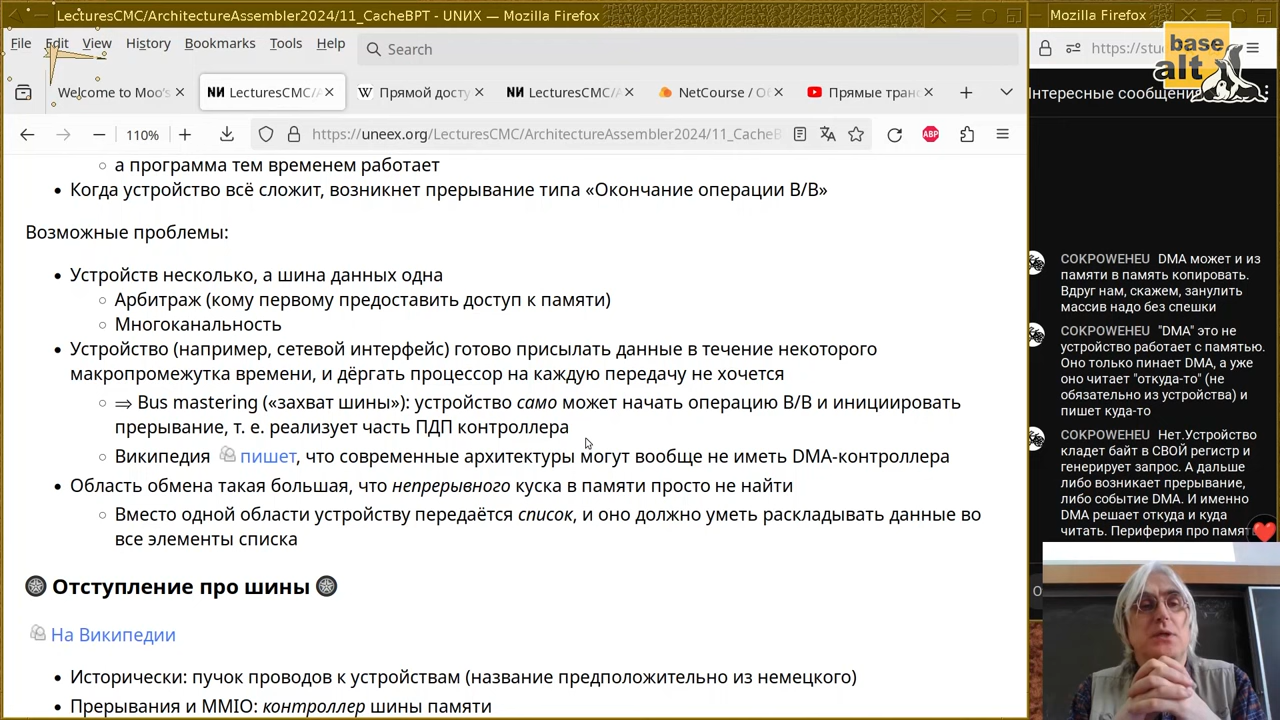 LecturesCMC/ArchitectureAssembler2024/11_CacheBPT - UNИX — Mozilla Firefox
File Edit View History Bookmarks Tools Help
Search
Welcome to Moo's
LecturesCMC/A
Прямой досту
LecturesCMC/A
NetCourse / О
Прямые тран
110%
https://uneex.org/LecturesCMC/ArchitectureAssembler2024/11_CacheB
ABP
а программа тем временем работает
Когда устройство всё сложит, возникнет прерывание типа «Окончание операции В/В»
Возможные проблемы:
Устройств несколько, а шина данных одна
Арбитраж (кому первому предоставить доступ к памяти)
Многоканальность
Устройство (например, сетевой интерфейс) готово присылать данные в течение некоторого
макропромежутка времени, и дёргать процессор на каждую передачу не хочется
⇒ Bus mastering («захват шины»): устройство само может начать операцию В/В и инициировать
прерывание, т. е. реализует часть ПДП контроллера
Википедия пишет, что современные архитектуры могут вообще не иметь DMA-контроллера
Область обмена такая большая, что непрерывного куска в памяти просто не найти
Вместо одной области устройству передаётся список, и оно должно уметь раскладывать данные во
все элементы списка
Отступление про шины
На Википедии
Исторически: пучок проводов к устройствам (название предположительно из немецкого)
Прерывания и MMIO: контроллер шины памяти
Mozilla Firefox
https://stu
base
alt
Интересные сообщения
COKPOWEHEU DMA может и из
памяти в память копировать.
Вдруг нам, скажем, занулить
массив надо без спешки
COKPOWEHEU "DMA" это не
устройство работает с памятью.
Оно только пинает DMA, а уже
оно читает "откуда-то" (не
обязательно из устройства) и
пишет куда-то
COKPOWEHEU Нет.Устройство
кладет байт в СВОЙ регистр и
генерирует запрос. А дальше
либо возникает прерывание,
либо событие DMA. И именно
DMA решает откуда и куда
читать. Периферия про памят